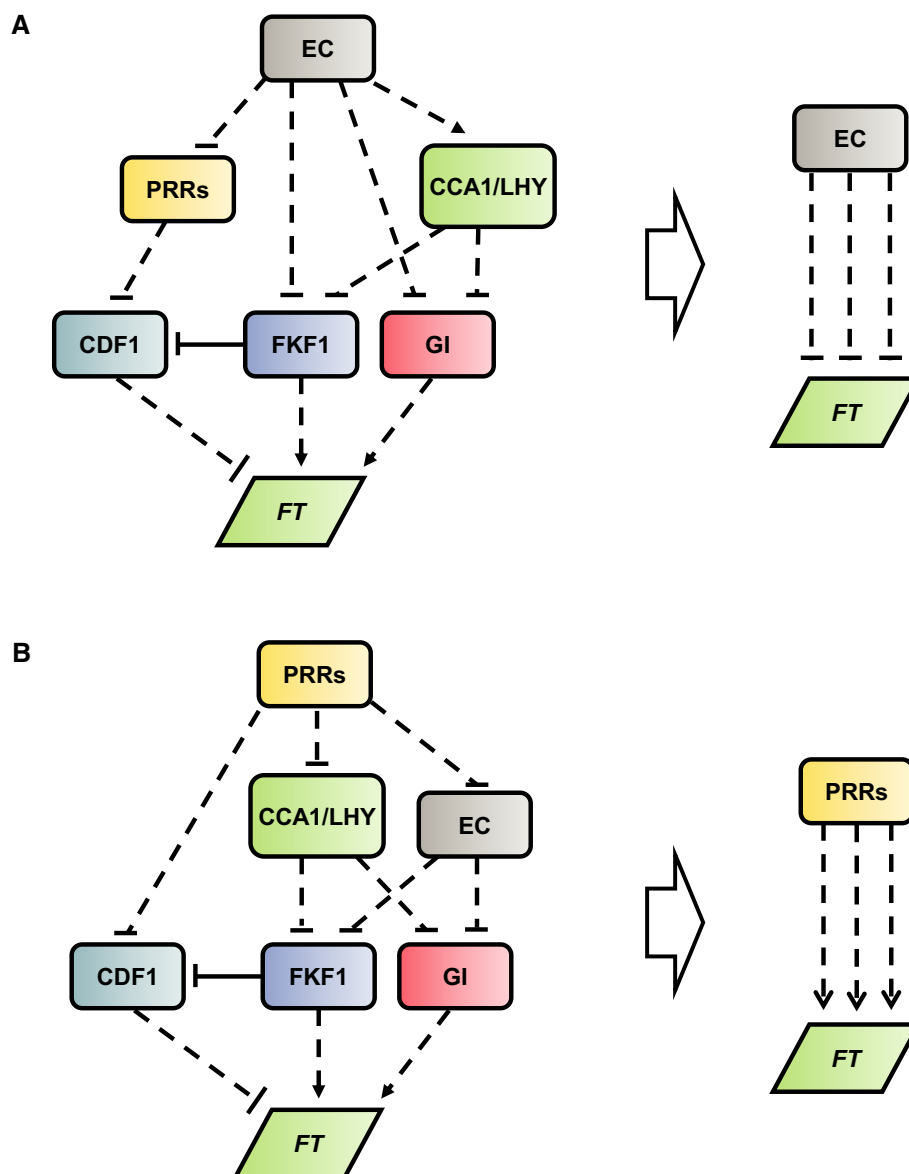 A
EC
EC
PRRs
CCA1/LHY
CDF1
FKF1
GI
FT
FT
B
PRRs
PRRs
CCA1/LHY
EC
CDF1
FKF1
GI
FT
FT